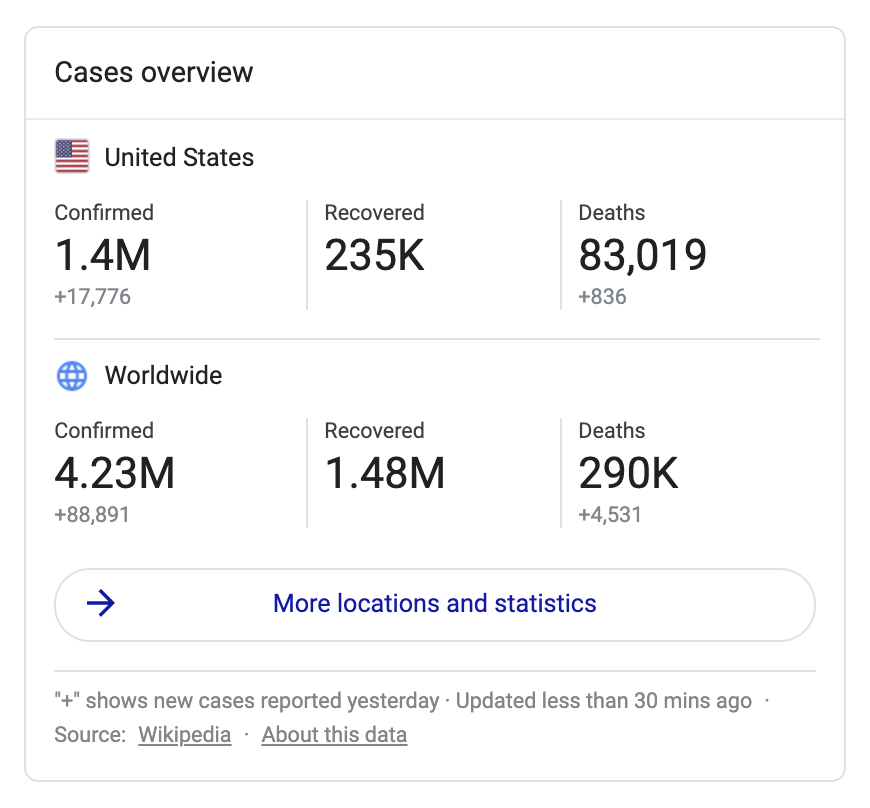 Cases overview
United States
Confirmed Recovered Deaths
1.4M 235K 83,019
+17,776 +836
Worldwide
Confirmed Recovered Deaths
4.23M 1.48M 290K
+88,891 +4,531
More locations and statistics
"+" shows new cases reported yesterday · Updated less than 30 mins ago ·
Source: Wikipedia · About this data